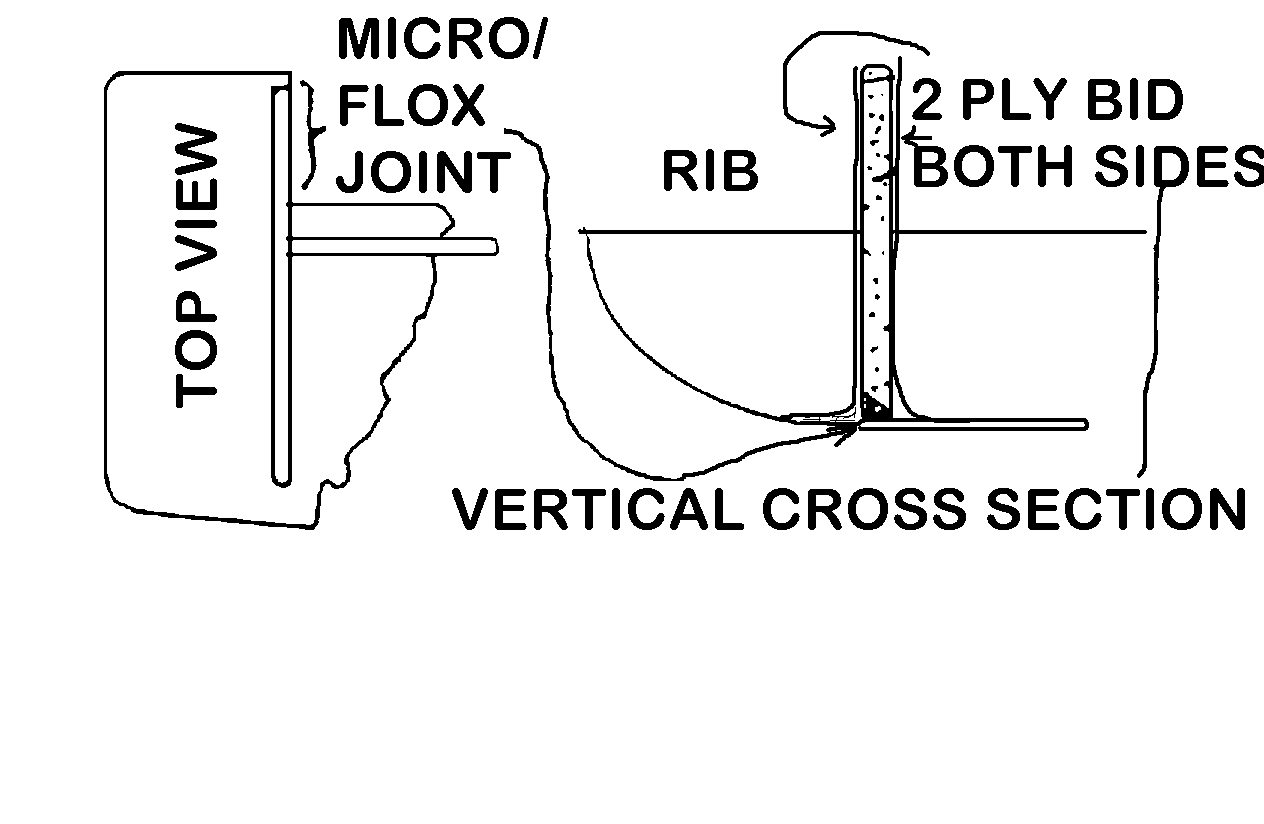 MICRO/
FLOX
JOINT
TOP VIEW
RIB
2 PLY BID
BOTH SIDES
VERTICAL CROSS SECTION